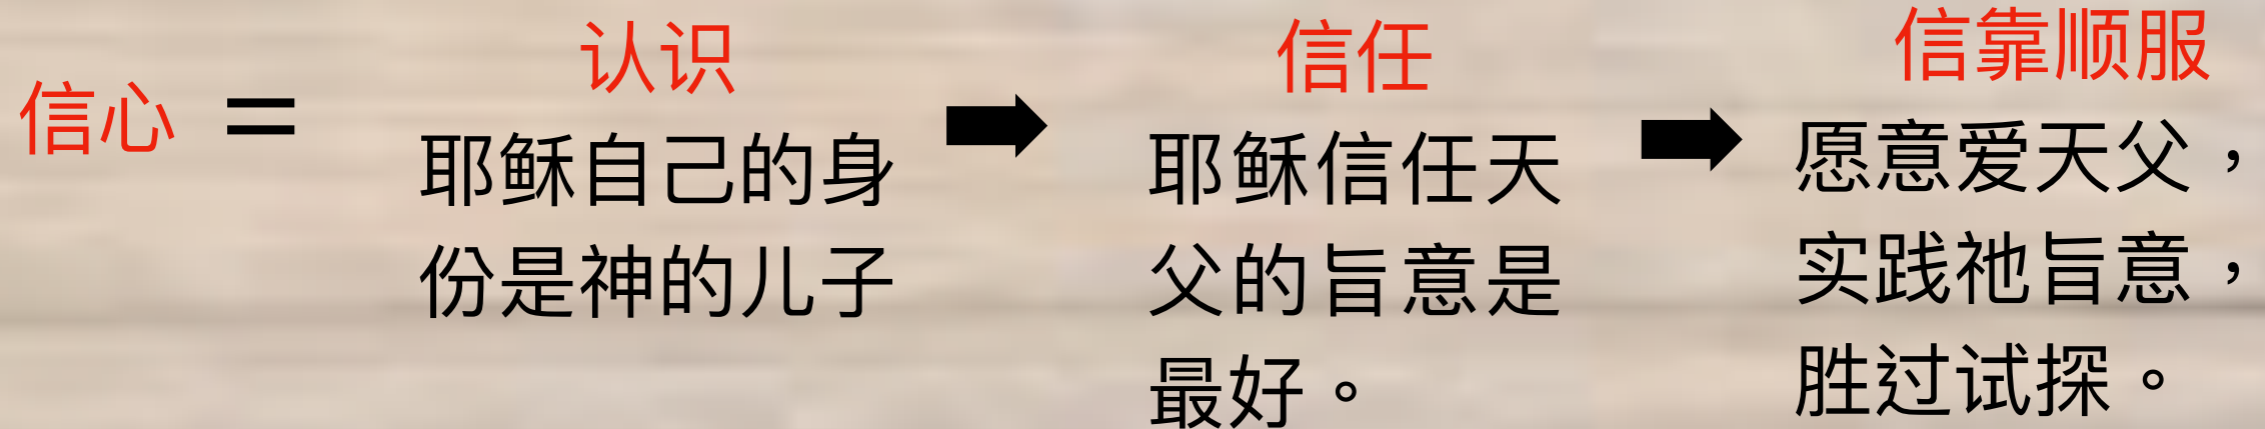 信心 =
认识
耶稣自己的身
份是神的儿子
信任
耶稣信任天
父的旨意是
最好。
信靠顺服
愿意爱天父，
实践祂旨意，
胜过试探。